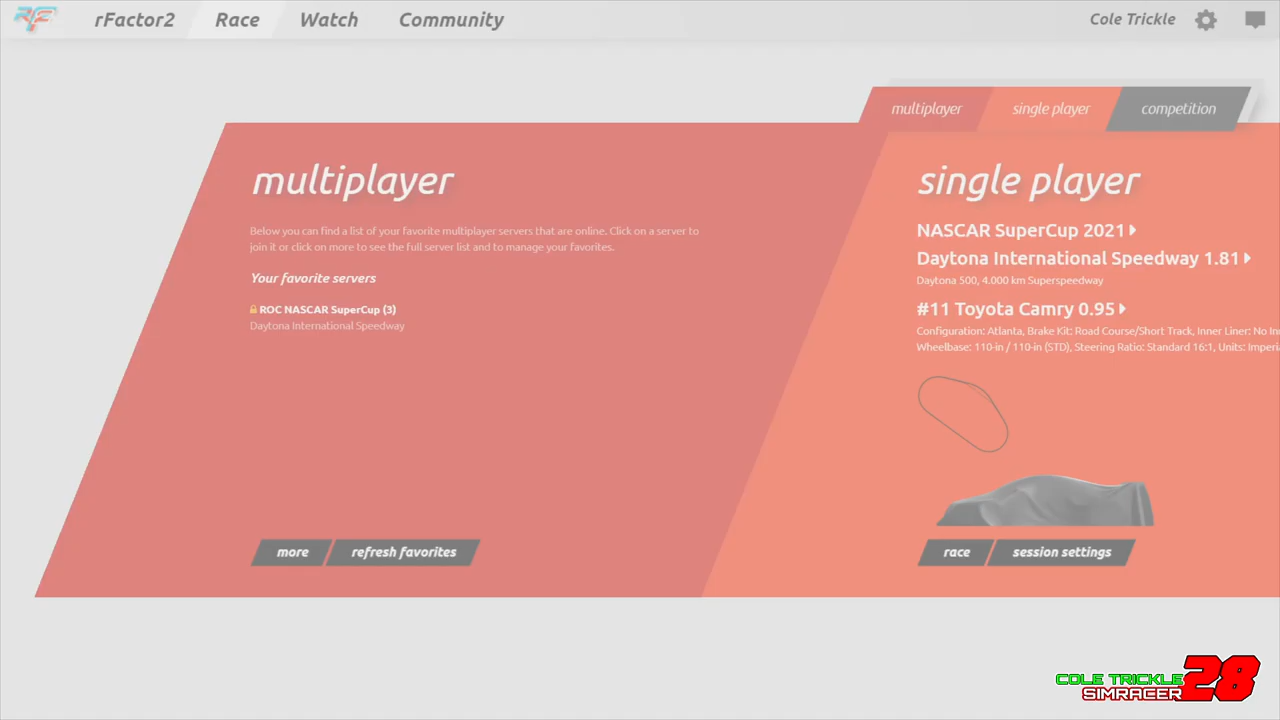 rFactor2 Race Watch Community Cole Trickle
multiplayer single player competition
multiplayer
Below you can find a list of your favorite multiplayer servers that are online. Click on a server to
join it or click on more to see the full server list and to manage your favorites.
Your favorite servers
ROC NASCAR SuperCup (3)
Daytona International Speedway
more refresh favorites
single player
NASCAR SuperCup 2021
Daytona International Speedway 1.81
Daytona 500, 4.000 km Superspeedway
#11 Toyota Camry 0.95
Configuration: Atlanta, Brake Kit: Road Course/Short Track, Inner Liner: No In
Wheelbase: 110-in / 110-in (STD), Steering Ratio: Standard 16:1, Units: Imperia
race session settings
COLE TRICKLE 28
SIMRACER